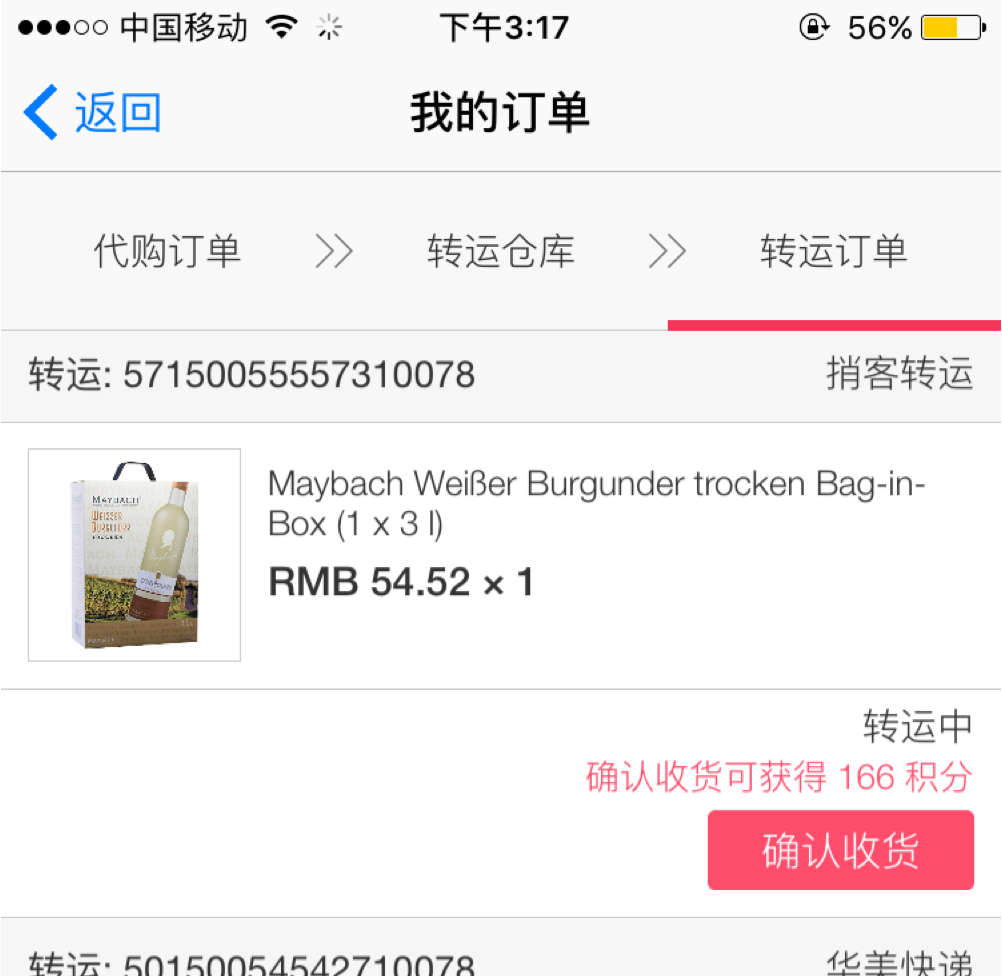 中国移动
下午3:17
56%
返回
我的订单
代购订单
转运仓库
转运订单
转运: 571500555557310078
捎客转运
MAYBACH
WEISSER
BURGUNDER
TROCKEN
Maybach Weißer Burgunder trocken Bag-in-
Box (1 x 3 l)
RMB 54.52 × 1
转运中
确认收货可获得 166 积分
确认收货
转运: 50150054542710078
华美快递